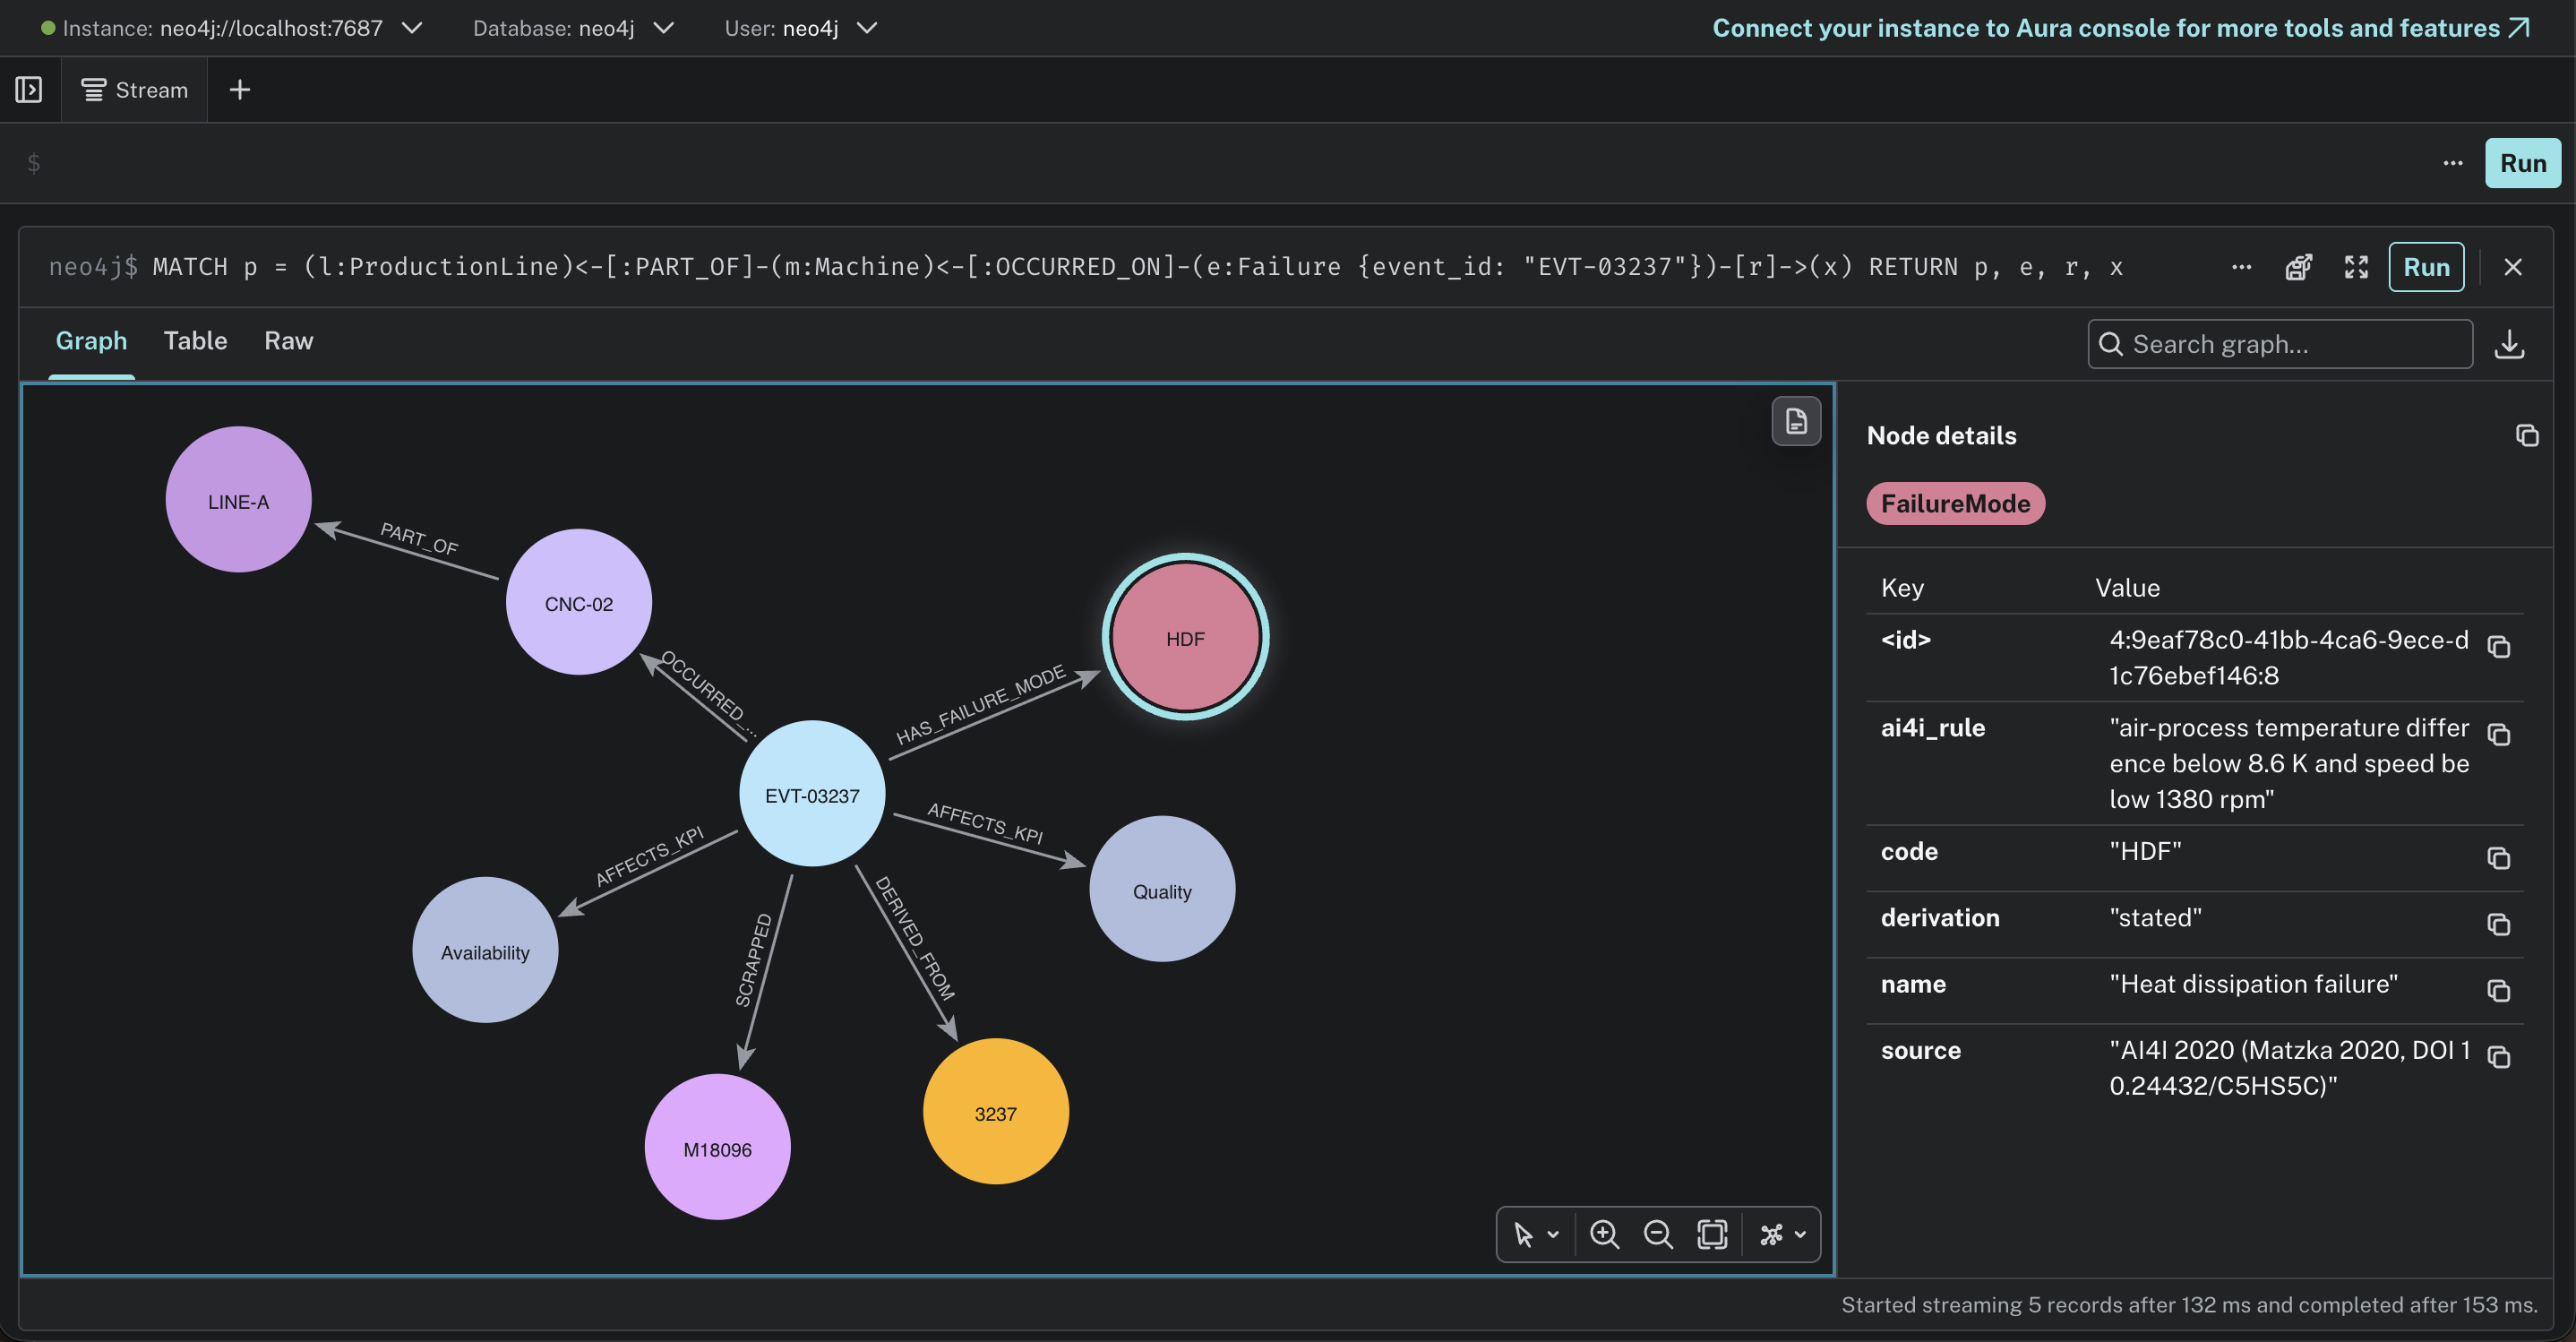 Instance: neo4j://localhost:7687
Database: neo4j
User: neo4j
Connect your instance to Aura console for more tools and features
Stream
$
Run
neo4j$ MATCH p = (l:ProductionLine)<-[:PART_OF]-(m:Machine)<-[:OCCURRED_ON]-(e:Failure {event_id: "EVT-03237"})-[r]->(x) RETURN p, e, r, x
Run
Graph
Table
Raw
Search graph...
LINE-A
PART_OF
CNC-02
OCCURRED_...
HAS_FAILURE_MODE
HDF
EVT-03237
AFFECTS_KPI
Quality
AFFECTS_KPI
Availability
SCRAPPED
DERIVED_FROM
M18096
3237
Node details
FailureMode
Key Value
<id> 4:9eaf78c0-41bb-4ca6-9ece-d
1c76ebef146:8
ai4i_rule "air-process temperature differ
ence below 8.6 K and speed be
low 1380 rpm"
code "HDF"
derivation "stated"
name "Heat dissipation failure"
source "AI4I 2020 (Matzka 2020, DOI 1
0.24432/C5HS5C)"
Started streaming 5 records after 132 ms and completed after 153 ms.